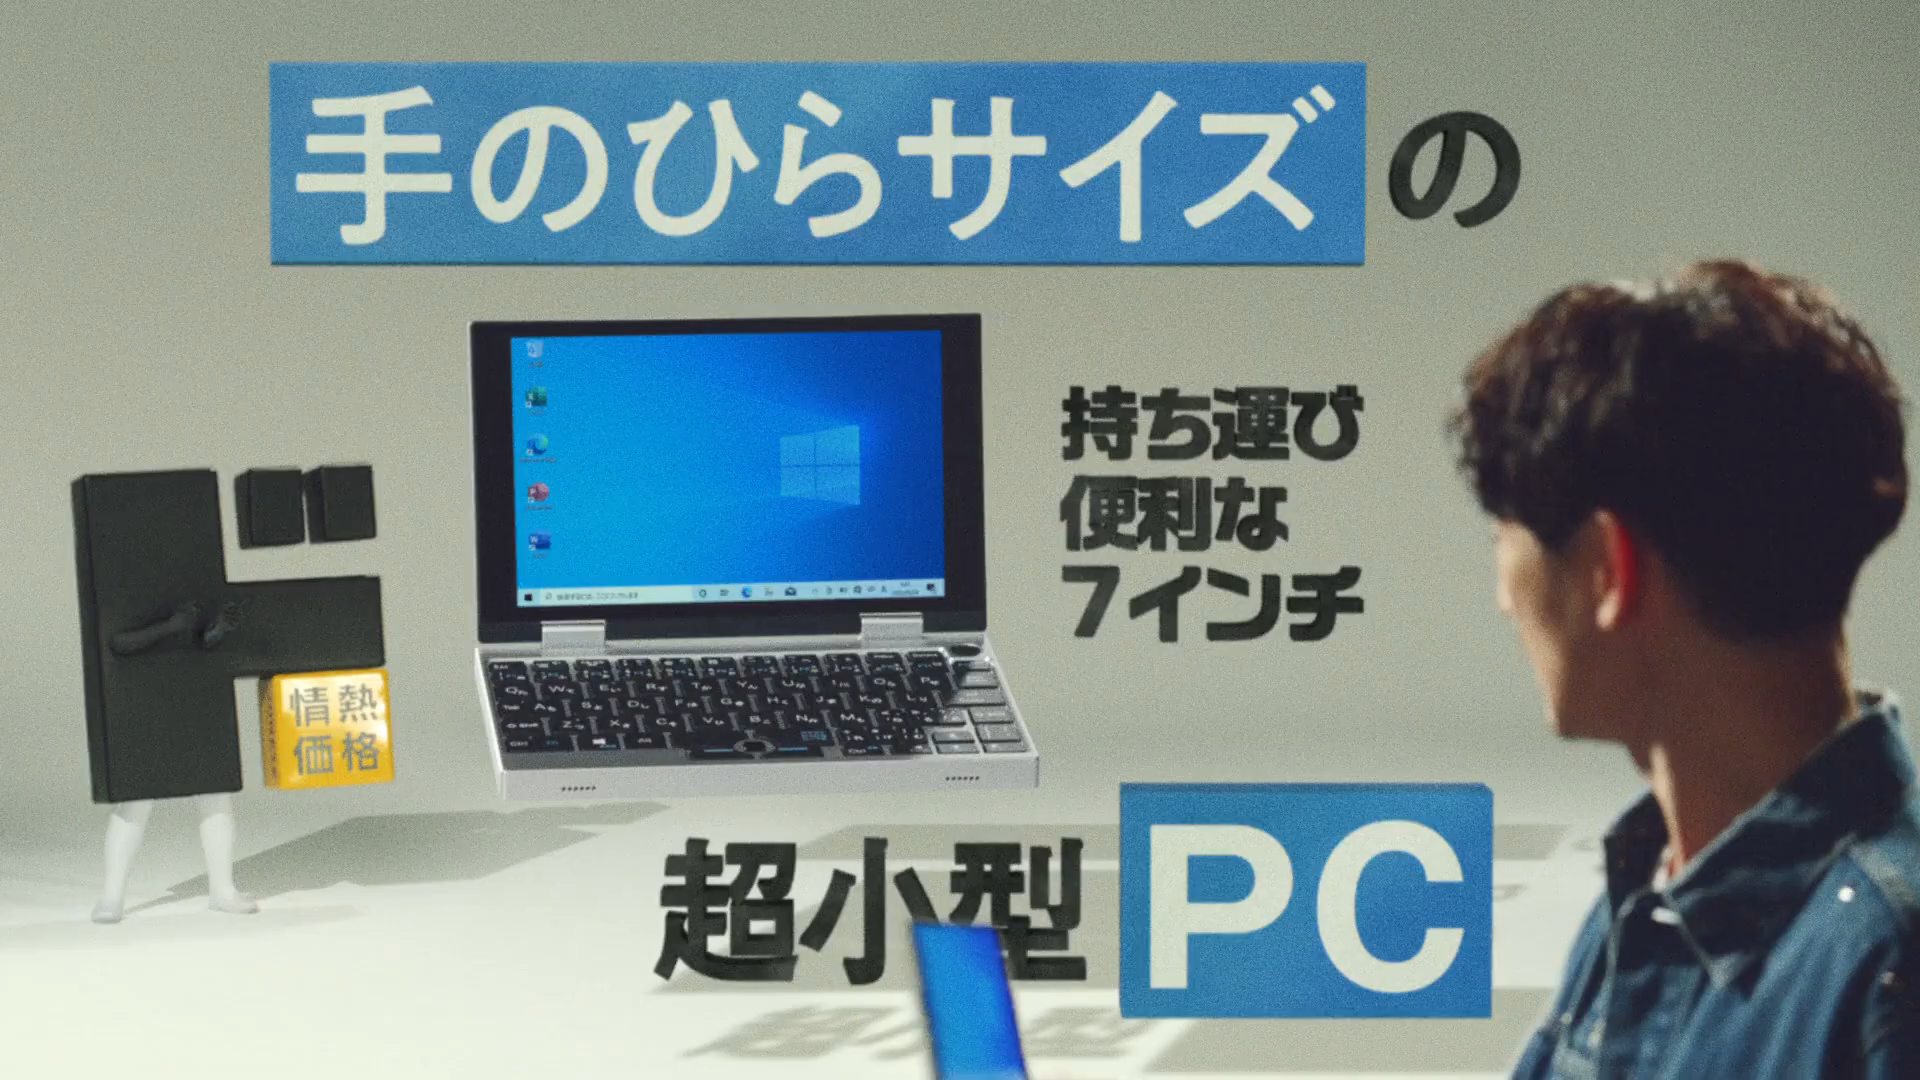 手のひらサイズの
持ち運び
便利な
7インチ
ド
情熱
価格
超小型PC